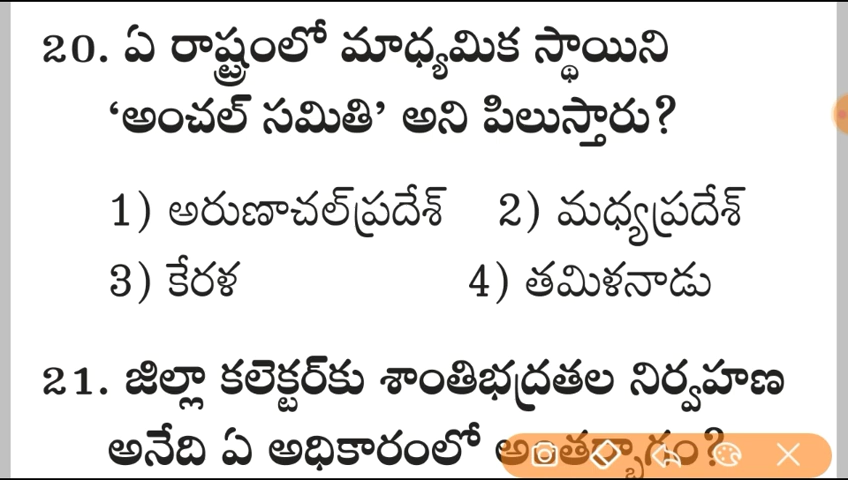 20. ఏ రాష్ట్రంలో మాధ్యమిక స్థాయిని
‘అంచల్ సమితి’ అని పిలుస్తారు?
1) అరుణాచల్‌ప్రదేశ్ 2) మధ్యప్రదేశ్
3) కేరళ 4) తమిళనాడు
21. జిల్లా కలెక్టర్‌కు శాంతిభద్రతల నిర్వహణ
అనేది ఏ అధికారంలో